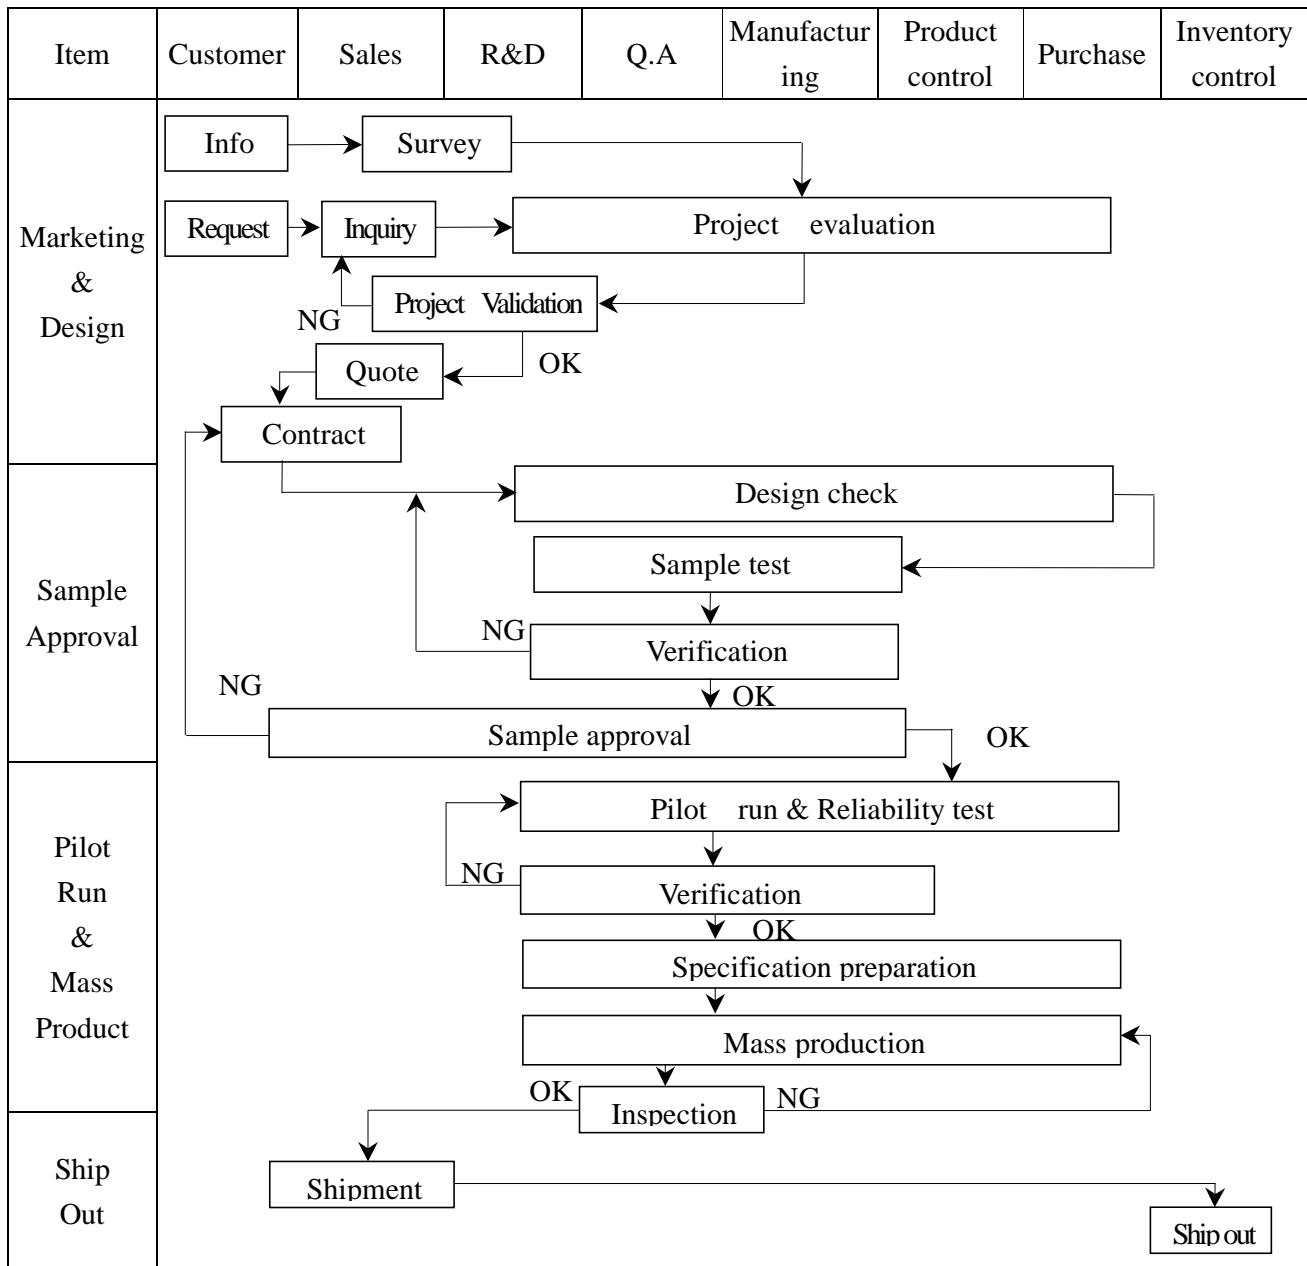 Item
Customer
Sales
R&D
Q.A
Manufactur
ing
Product
control
Purchase
Inventory
control
Marketing
&
Design
Info
Survey
Request
Inquiry
Project evaluation
Project Validation
NG
OK
Quote
Contract
Sample
Approval
Design check
Sample test
NG
Verification
NG
OK
Sample approval
OK
Pilot
Run
&
Mass
Product
Pilot run & Reliability test
NG
Verification
OK
Specification preparation
Mass production
OK
Inspection
NG
Ship
Out
Shipment
Ship out